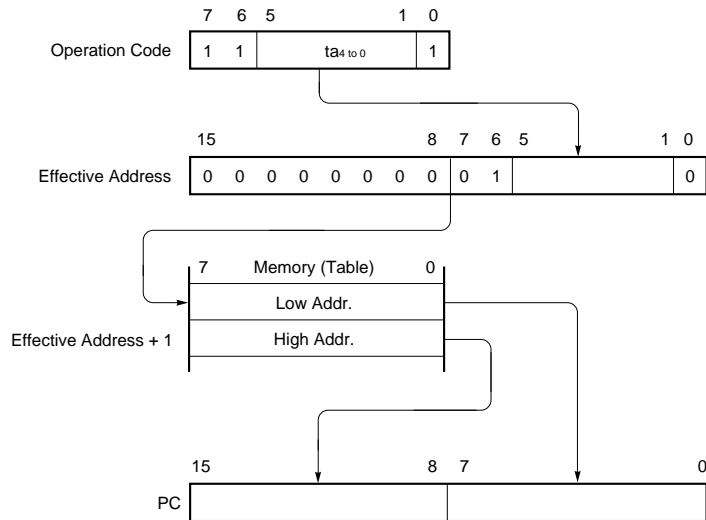 7 6 5 1 0
Operation Code 1 1 ta4 to 0 1
15 8 7 6 5 1 0
Effective Address 0 0 0 0 0 0 0 0 0 1 0
7 Memory (Table) 0
Low Addr.
Effective Address + 1 High Addr.
15 8 7 0
PC